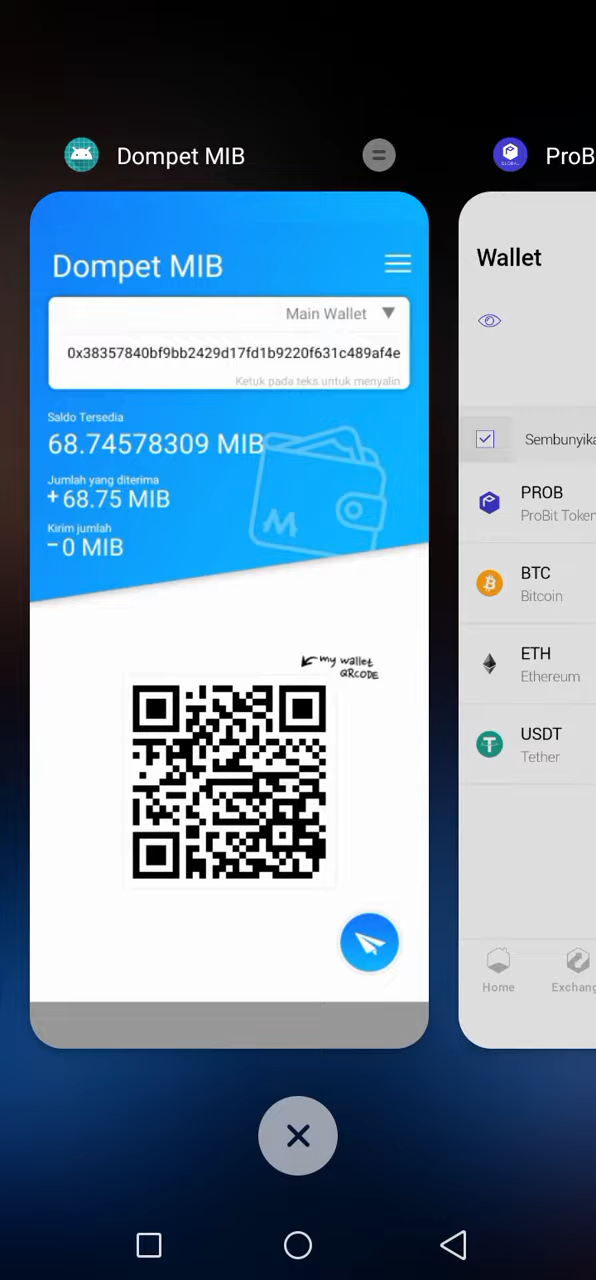 Dompet MIB
ProB
Dompet MIB
Main Wallet ▼
0x38357840bf9bb2429d17fd1b9220f631c489af4e
Ketuk pada teks untuk menyalin
Saldo Tersedia
68.74578309 MIB
Jumlah yang diterima
+68.75 MIB
Kirim jumlah
−0 MIB
M
my wallet
QRCODE
Wallet
Sembunyika
PROB
ProBit Token
BTC
Bitcoin
ETH
Ethereum
USDT
Tether
Home
Exchang